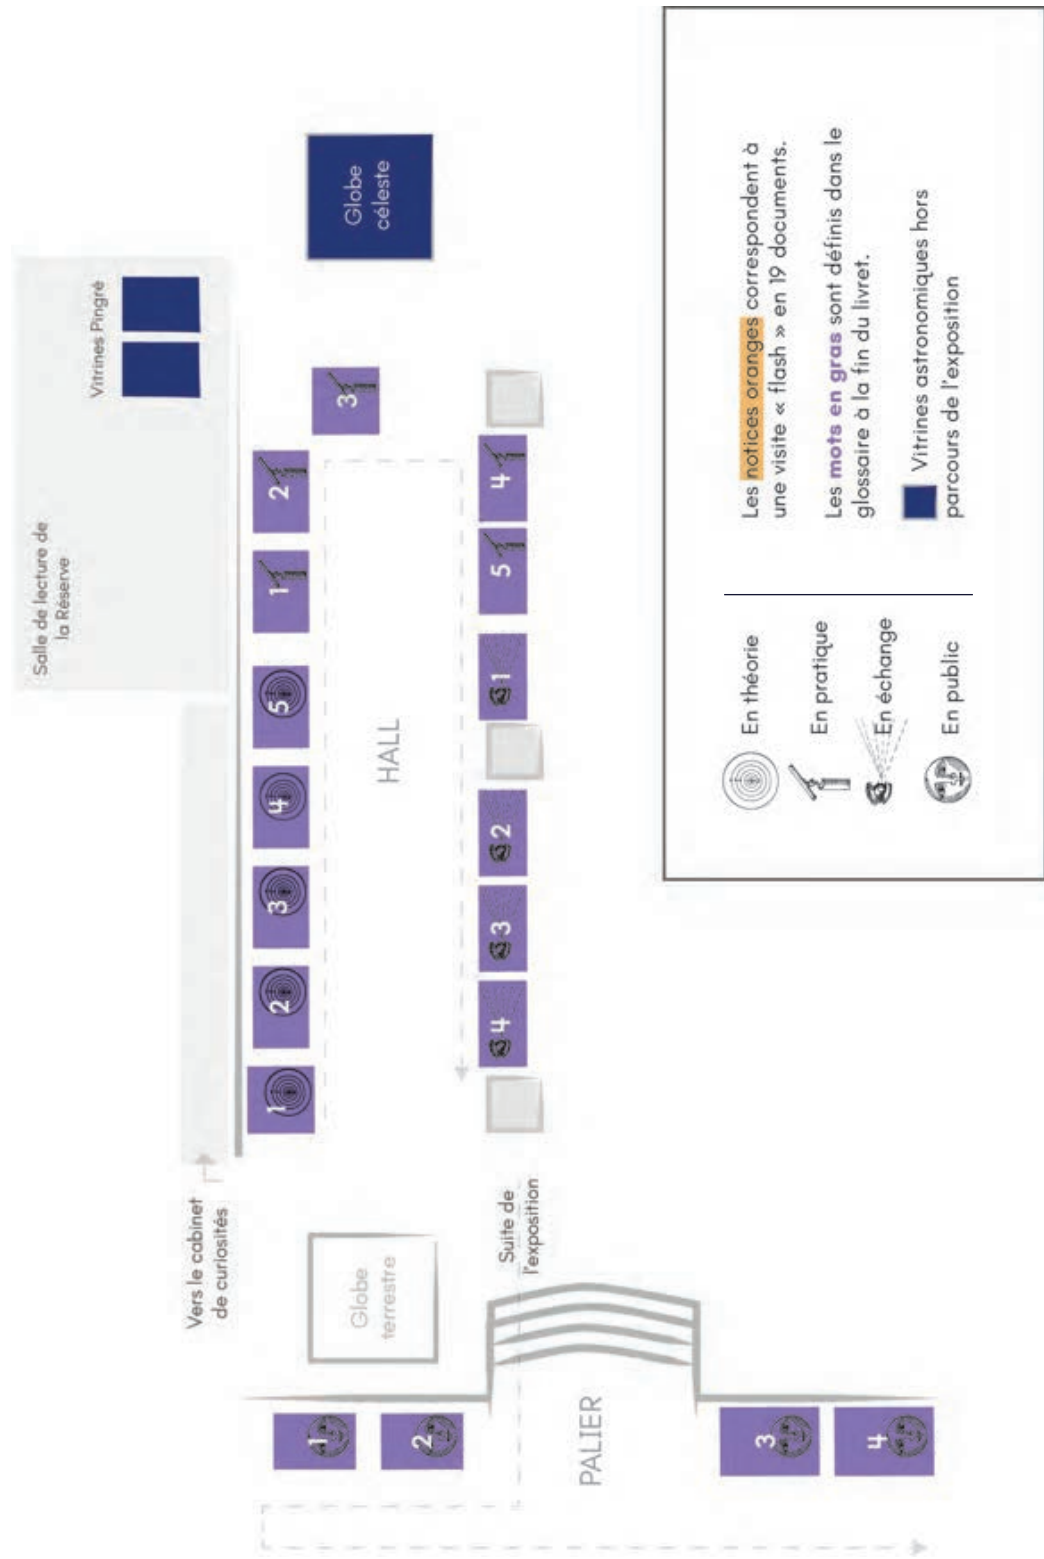 Salle de lecture de
la Réserve
Vitrines Pingré
Globe
céleste
Vers le cabinet
de curiosités
1
2
3
4
5
1
2
3
HALL
4
5
1
2
3
4
Globe
terrestre
Suite de
l'exposition
PALIER
1
2
3
4
En théorie
En pratique
En échange
En public
Les notices oranges correspondent à
une visite « flash » en 19 documents.
Les mots en gras sont définis dans le
glossaire à la fin du livret.
Vitrines astronomiques hors
parcours de l'exposition